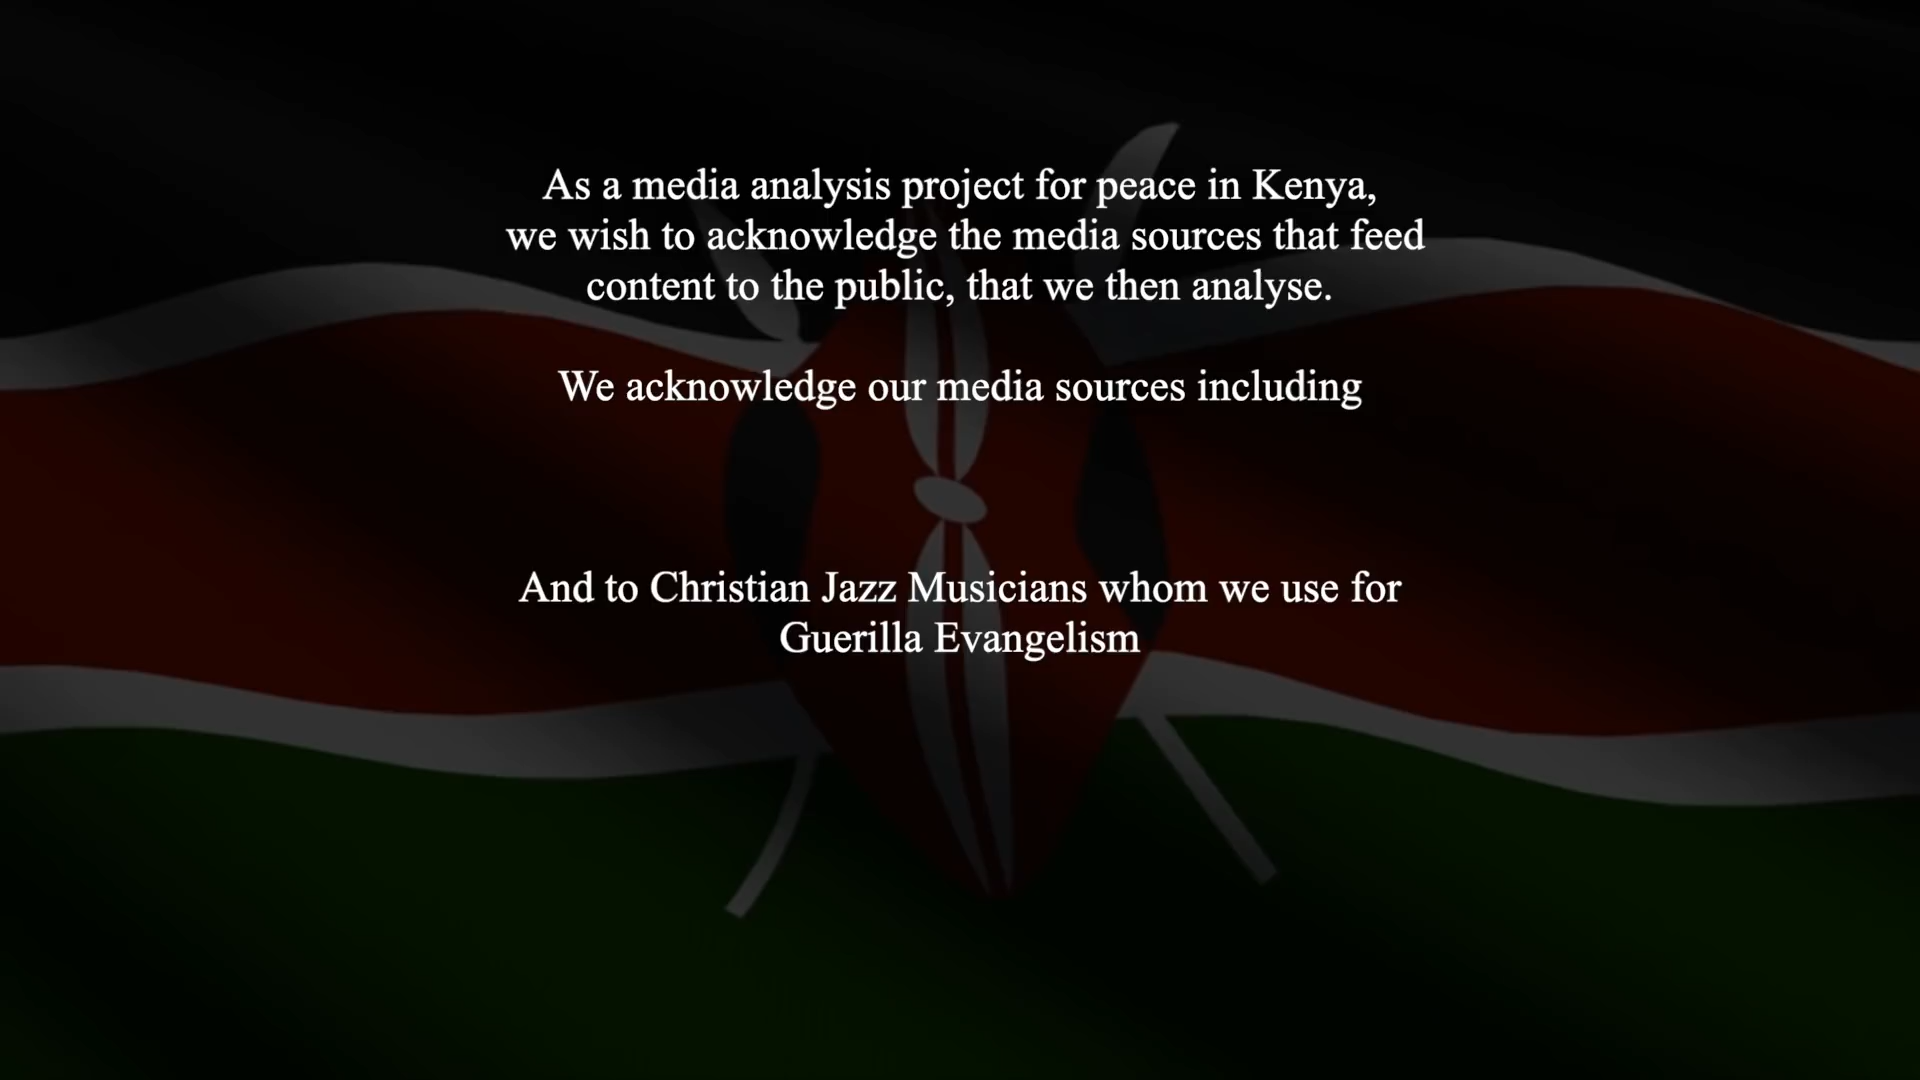 As a media analysis project for peace in Kenya,
we wish to acknowledge the media sources that feed
content to the public, that we then analyse.
We acknowledge our media sources including
And to Christian Jazz Musicians whom we use for
Guerilla Evangelism